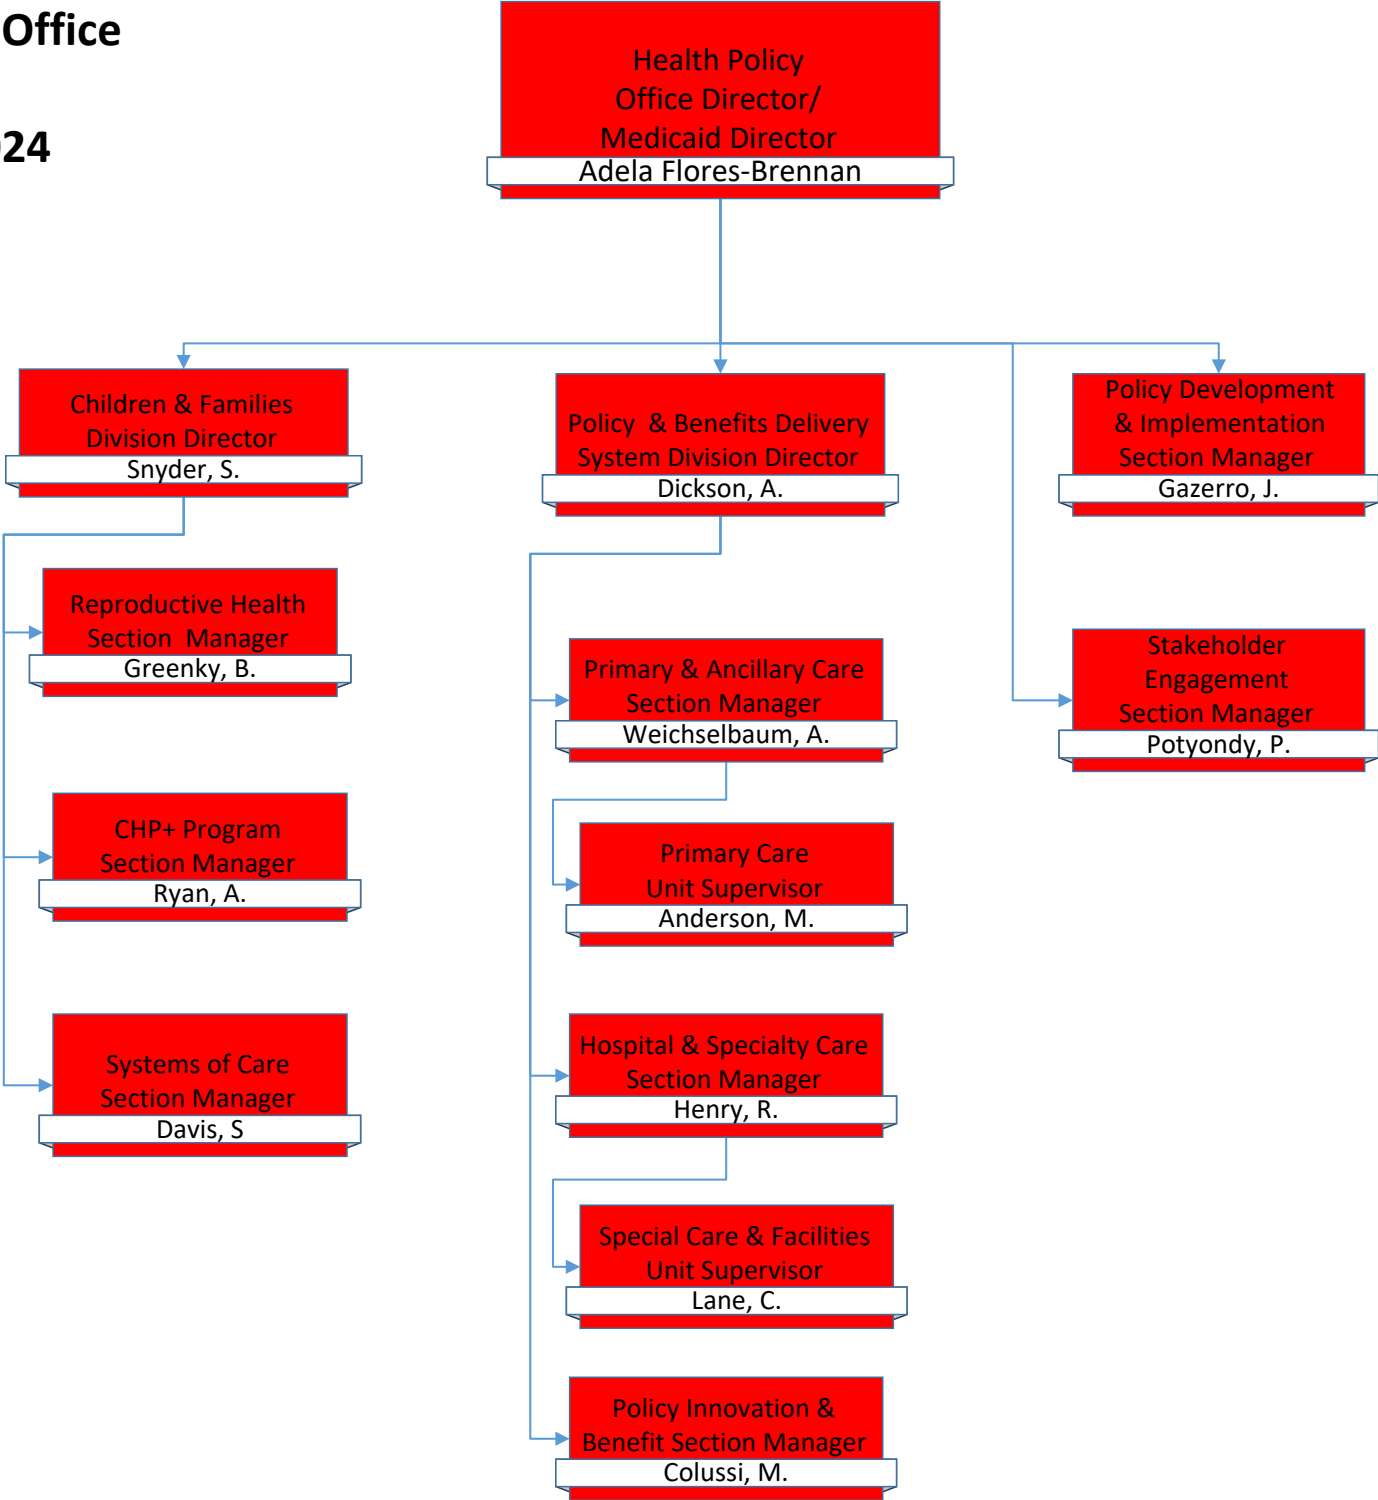 Office
024
Health Policy
Office Director/
Medicaid Director
Adela Flores-Brennan
Children & Families
Division Director
Snyder, S.
Reproductive Health
Section Manager
Greenky, B.
CHP+ Program
Section Manager
Ryan, A.
Systems of Care
Section Manager
Davis, S
Policy & Benefits Delivery
System Division Director
Dickson, A.
Primary & Ancillary Care
Section Manager
Weichselbaum, A.
Primary Care
Unit Supervisor
Anderson, M.
Hospital & Specialty Care
Section Manager
Henry, R.
Special Care & Facilities
Unit Supervisor
Lane, C.
Policy Innovation &
Benefit Section Manager
Colussi, M.
Policy Development
& Implementation
Section Manager
Gazerro, J.
Stakeholder
Engagement
Section Manager
Potyondy, P.